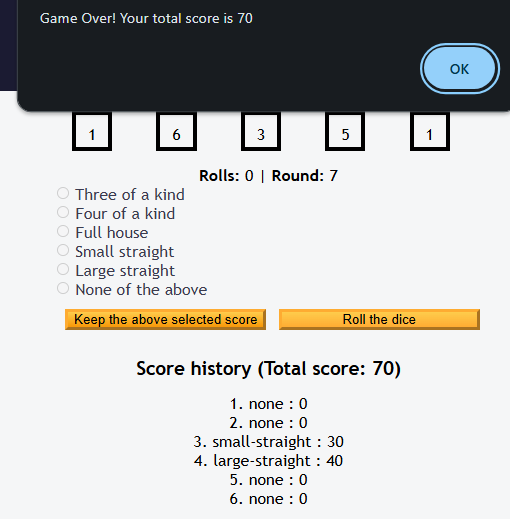 Game Over! Your total score is 70
OK
1 6 3 5 1
Rolls: 0 | Round: 7
Three of a kind
Four of a kind
Full house
Small straight
Large straight
None of the above
Keep the above selected score Roll the dice
Score history (Total score: 70)
1. none : 0
2. none : 0
3. small-straight : 30
4. large-straight : 40
5. none : 0
6. none : 0